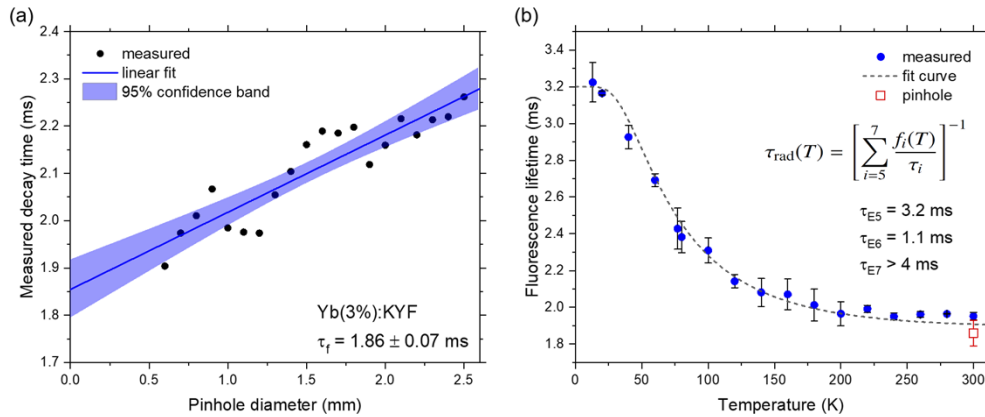 (a)
2.4
2.3
2.2
2.1
2.0
1.9
1.8
1.7
Measured decay time (ms)
measured
linear fit
95% confidence band
Yb(3%):KYF
τf = 1.86 ± 0.07 ms
0.0 0.5 1.0 1.5 2.0 2.5
Pinhole diameter (mm)
(b)
3.4
3.2
3.0
2.8
2.6
2.4
2.2
2.0
1.8
Fluorescence lifetime (ms)
measured
fit curve
pinhole
τrad(T) = [∑_{i=5}^{7} fi(T)/τi]^{−1}
τE5 = 3.2 ms
τE6 = 1.1 ms
τE7 > 4 ms
0 50 100 150 200 250 300
Temperature (K)